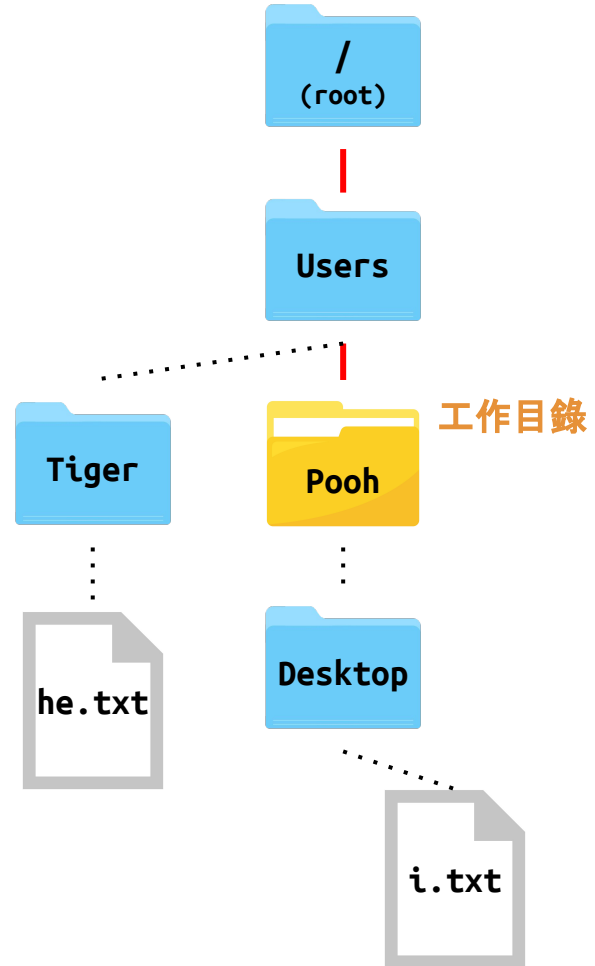 /
(root)
Users
工作目錄
Tiger
Pooh
he.txt
Desktop
i.txt